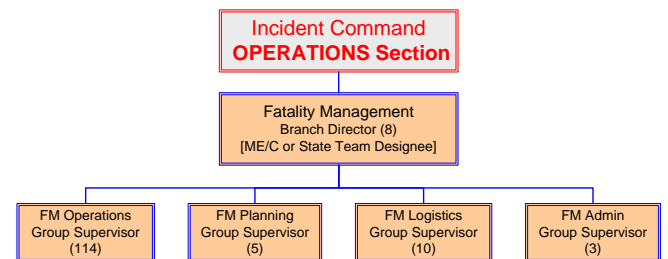 Incident Command
OPERATIONS Section
Fatality Management
Branch Director (8)
[ME/C or State Team Designee]
FM Operations
Group Supervisor
(114)
FM Planning
Group Supervisor
(5)
FM Logistics
Group Supervisor
(10)
FM Admin
Group Supervisor
(3)